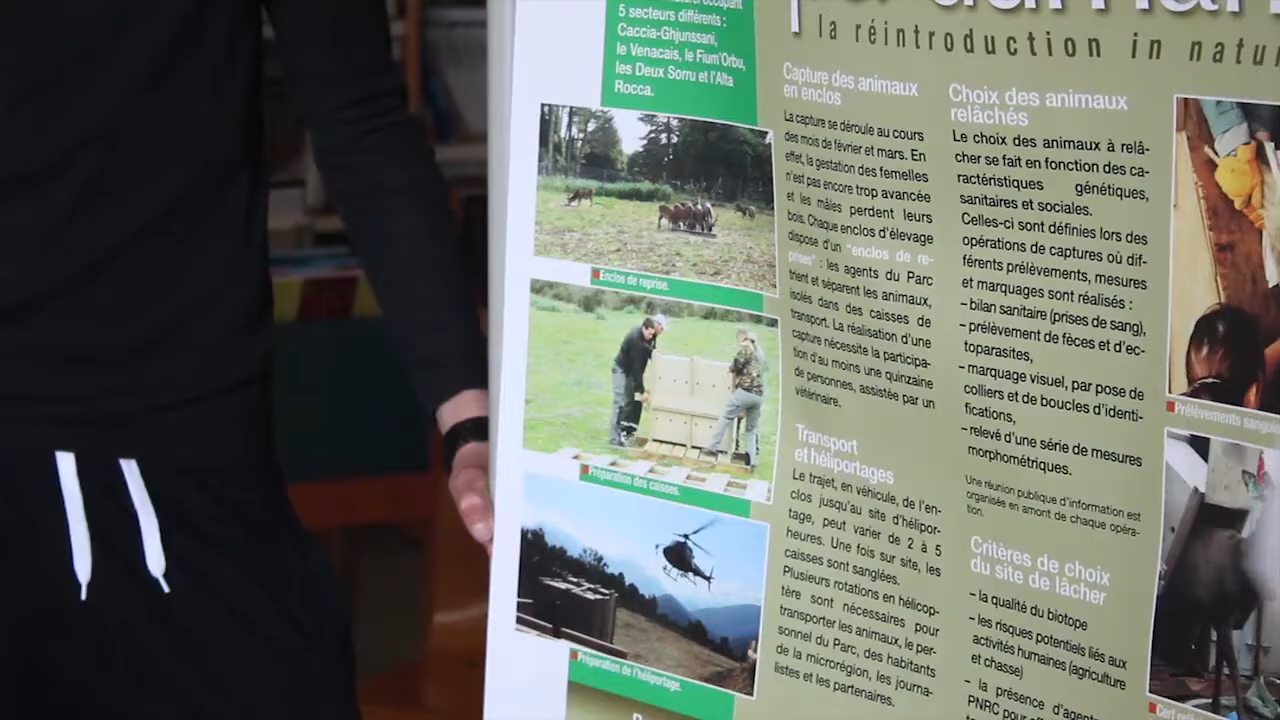 5 secteurs différents :
Caccia-Ghjunssani,
le Venacais, le Fium'Orbu,
les Deux Sorru et l'Alta
Rocca.
la réintroduction in natu
Capture des animaux
en enclos
La capture se déroule au cours
des mois de février et mars. En
effet, la gestation des femelles
n'est pas encore trop avancée
et les mâles perdent leurs
bois. Chaque enclos d'élevage
dispose d'un "enclos de re-
prises" : les agents du Parc
trient et séparent les animaux,
isolés dans des caisses de
transport. La réalisation d'une
capture nécessite la participa-
tion d'au moins une quinzaine
de personnes, assistée par un
vétérinaire.
Transport
et héliportages
Le trajet, en véhicule, de l'en-
clos jusqu'au site d'hélipor-
tage, peut varier de 2 à 5
heures. Une fois sur site, les
caisses sont sanglées.
Plusieurs rotations en hélicop-
tère sont nécessaires pour
transporter les animaux, le per-
sonnel du Parc, des habitants
de la microrégion, les journa-
listes et les partenaires.
Choix des animaux
relâchés
Le choix des animaux à relâ-
cher se fait en fonction des ca-
ractéristiques génétiques,
sanitaires et sociales.
Celles-ci sont définies lors des
opérations de captures où dif-
férents prélèvements, mesures
et marquages sont réalisés :
– bilan sanitaire (prises de sang),
– prélèvement de fèces et d'ec-
toparasites,
– marquage visuel, par pose de
colliers et de boucles d'identi-
fications,
– relevé d'une série de mesures
morphométriques.
Une réunion publique d'information est
organisée en amont de chaque opéra-
tion.
Critères de choix
du site de lâcher
– la qualité du biotope
– les risques potentiels liés aux
activités humaines (agriculture
et chasse)
– la présence d'agents
PNRC pour
Enclos de reprise.
Préparation des caisses.
Préparation de l'héliportage.
Prélèvements sangui
Cerf